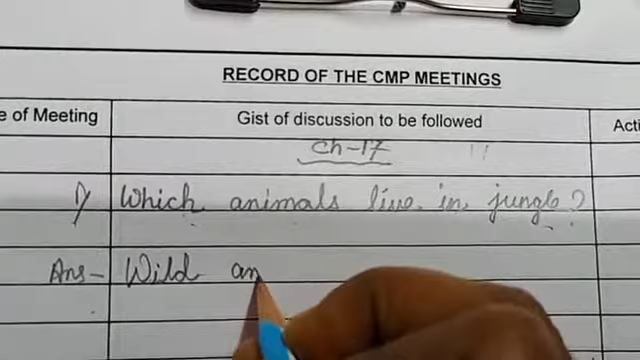 RECORD OF THE CMP MEETINGS
e of Meeting Gist of discussion to be followed Acti
Ch-17
1) Which animals live in jungle?
Ans- Wild an